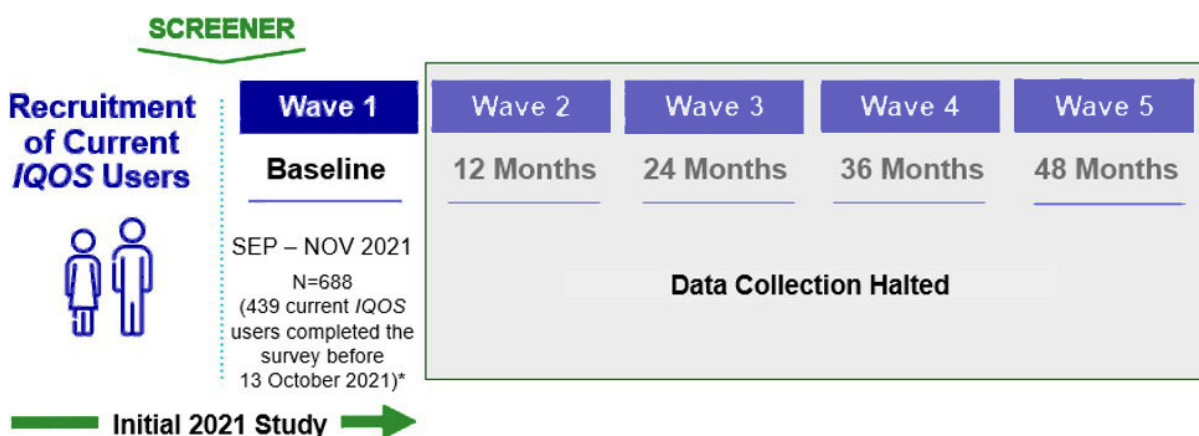 SCREENER
Recruitment
of Current
IQOS Users
Wave 1
Baseline
SEP – NOV 2021
N=688
(439 current IQOS
users completed the
survey before
13 October 2021)*
Wave 2
12 Months
Wave 3
24 Months
Wave 4
36 Months
Wave 5
48 Months
Data Collection Halted
Initial 2021 Study